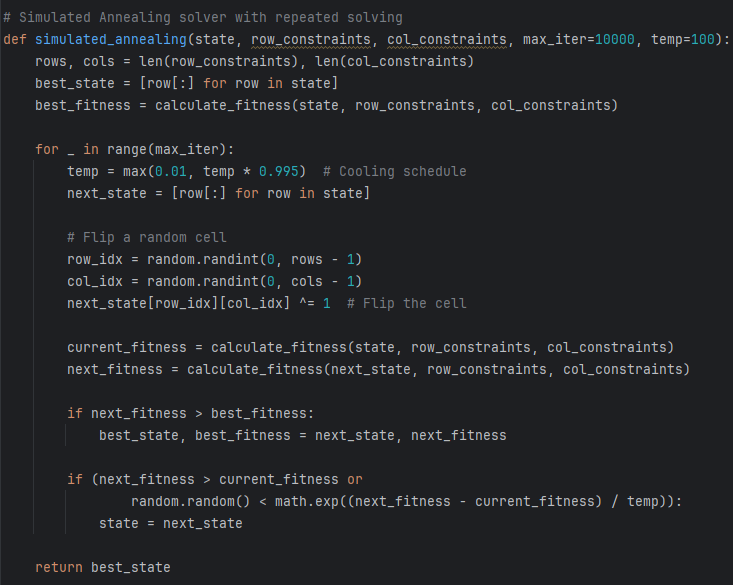 # Simulated Annealing solver with repeated solving
def simulated_annealing(state, row_constraints, col_constraints, max_iter=10000, temp=100):
    rows, cols = len(row_constraints), len(col_constraints)
    best_state = [row[:] for row in state]
    best_fitness = calculate_fitness(state, row_constraints, col_constraints)

    for _ in range(max_iter):
        temp = max(0.01, temp * 0.995)  # Cooling schedule
        next_state = [row[:] for row in state]

        # Flip a random cell
        row_idx = random.randint(0, rows - 1)
        col_idx = random.randint(0, cols - 1)
        next_state[row_idx][col_idx] ^= 1  # Flip the cell

        current_fitness = calculate_fitness(state, row_constraints, col_constraints)
        next_fitness = calculate_fitness(next_state, row_constraints, col_constraints)

        if next_fitness > best_fitness:
            best_state, best_fitness = next_state, next_fitness

        if (next_fitness > current_fitness or
                random.random() < math.exp((next_fitness - current_fitness) / temp)):
            state = next_state

    return best_state